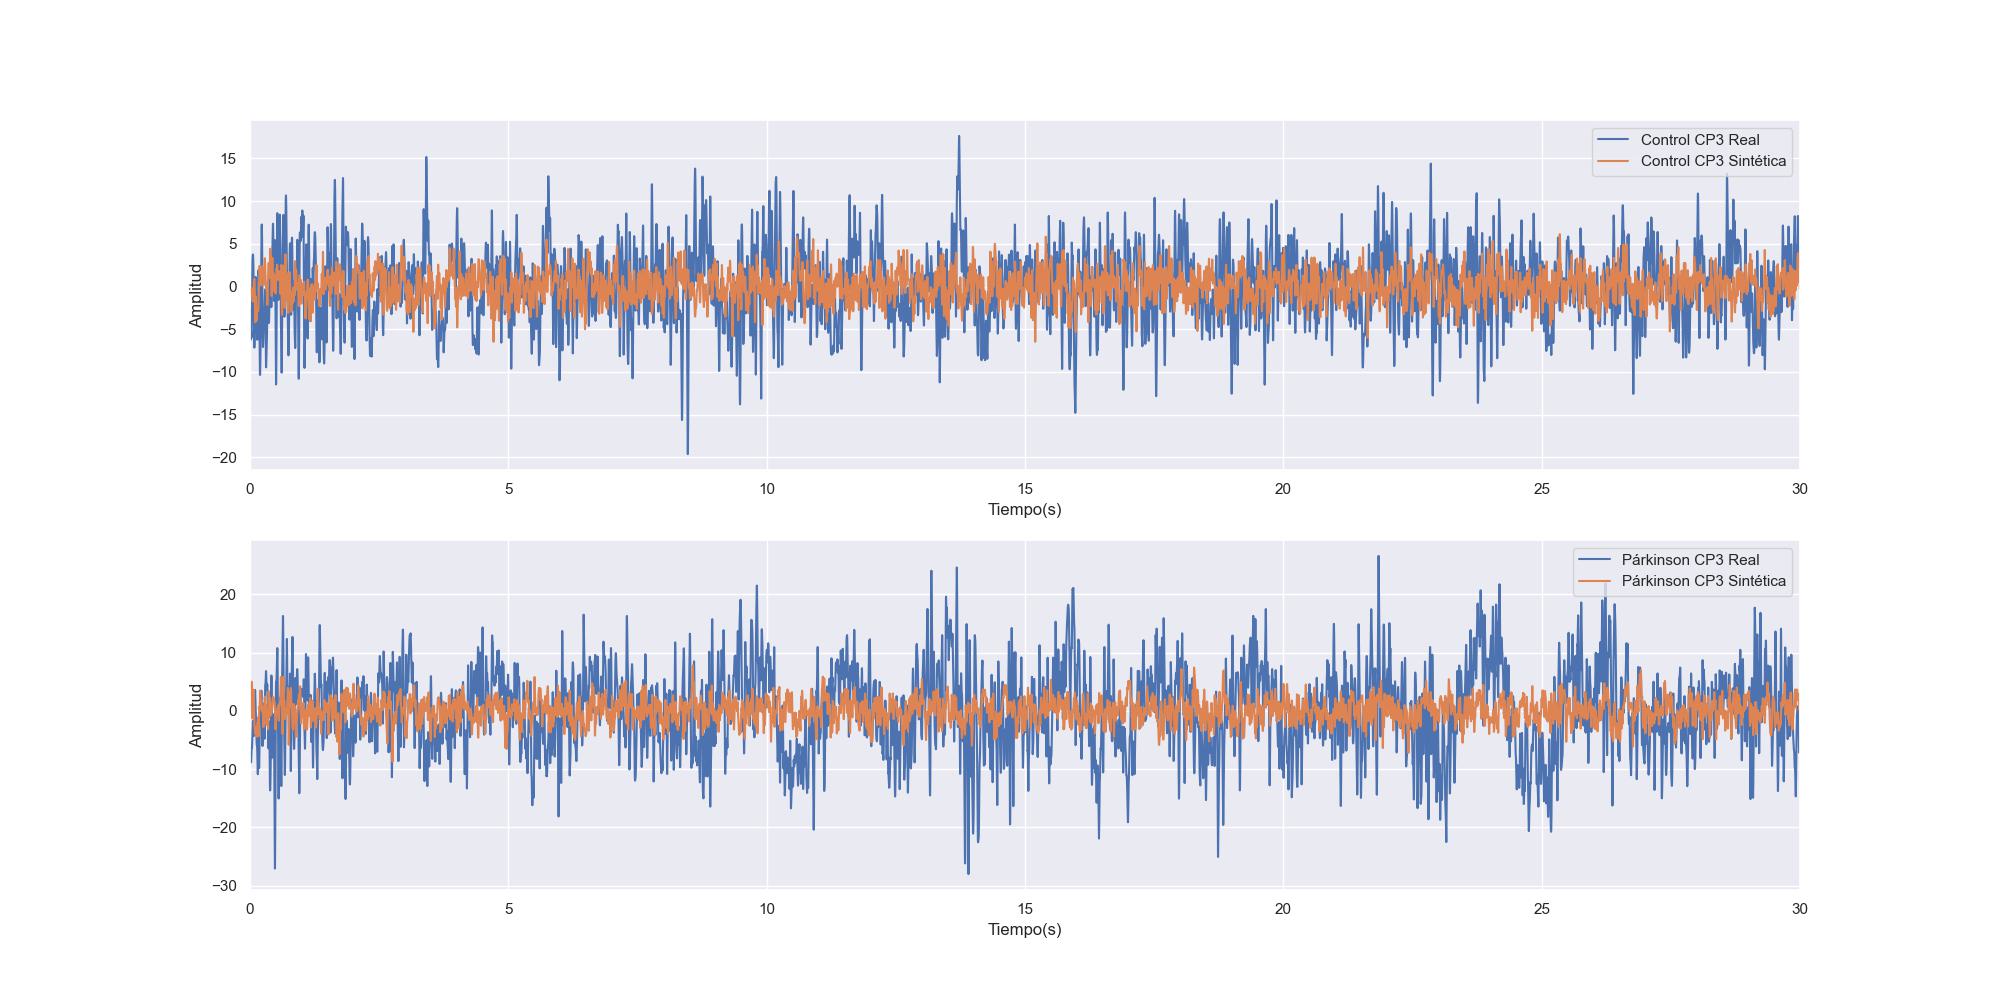 Control CP3 Real
Control CP3 Sintética
15
10
5
0
−5
−10
−15
−20
Amplitud
0 5 10 15 20 25 30
Tiempo(s)
Párkinson CP3 Real
Párkinson CP3 Sintética
20
10
0
−10
−20
−30
Amplitud
0 5 10 15 20 25 30
Tiempo(s)